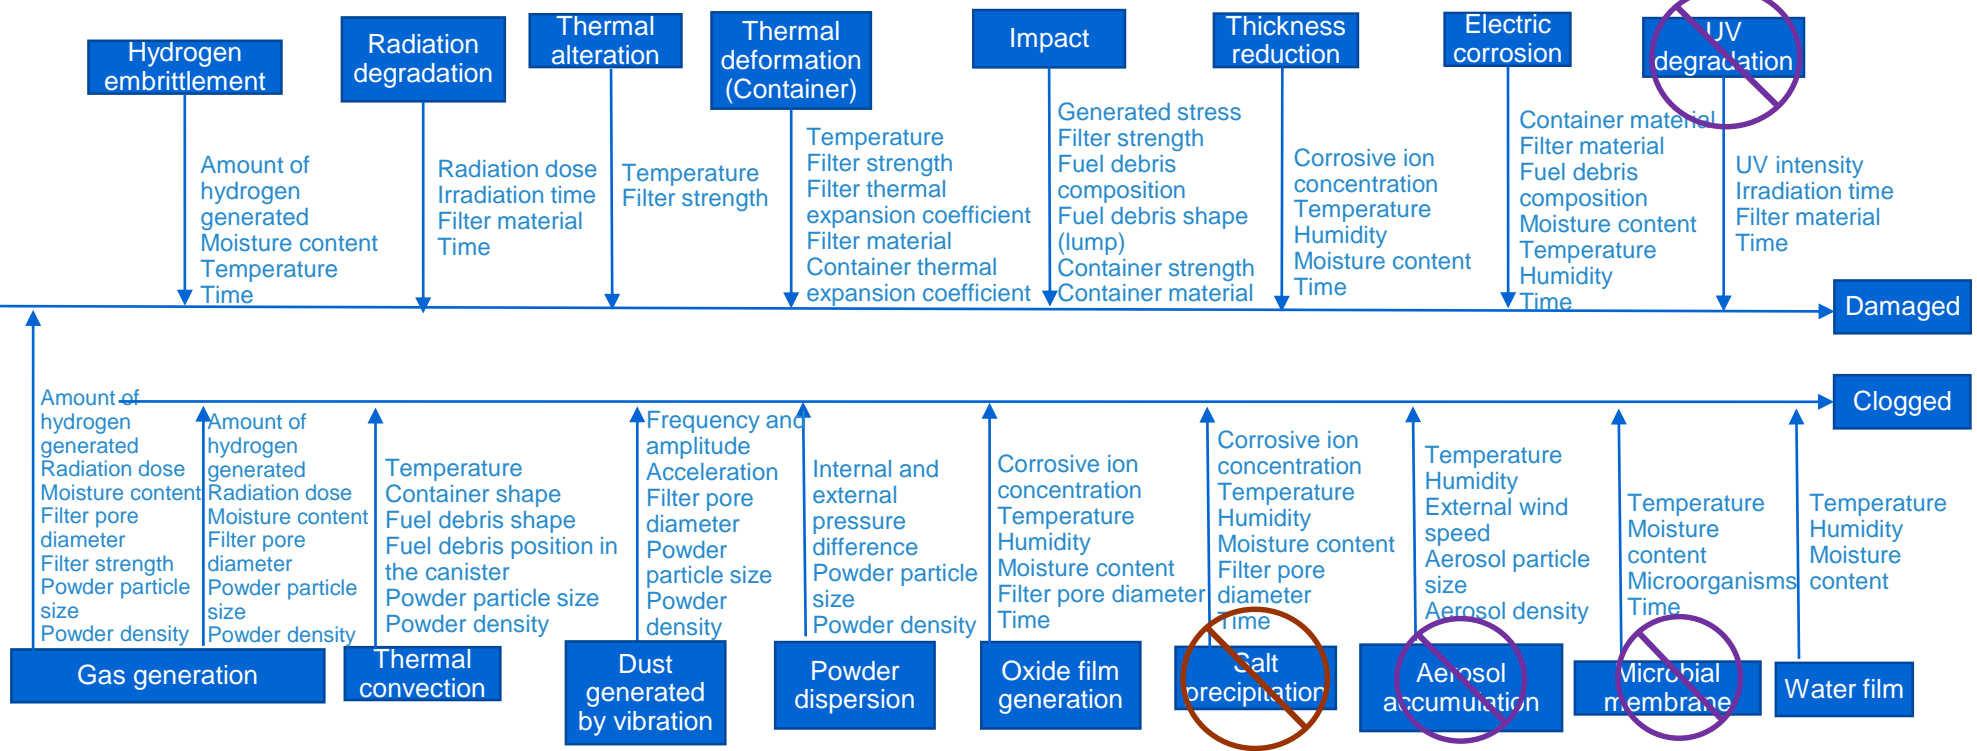 Hydrogen
embrittlement
Radiation
degradation
Thermal
alteration
Thermal
deformation
(Container)
Impact
Thickness
reduction
Electric
corrosion
UV
degradation
Amount of
hydrogen
generated
Moisture content
Temperature
Time
Radiation dose
Irradiation time
Filter material
Time
Temperature
Filter strength
Temperature
Filter strength
Filter thermal
expansion coefficient
Filter material
Container thermal
expansion coefficient
Generated stress
Filter strength
Fuel debris
composition
Fuel debris shape
(lump)
Container strength
Container material
Corrosive ion
concentration
Temperature
Humidity
Moisture content
Time
Container material
Filter material
Fuel debris
composition
Moisture content
Temperature
Humidity
Time
UV intensity
Irradiation time
Filter material
Time
Damaged
Clogged
Amount of
hydrogen
generated
Radiation dose
Moisture content
Filter pore
diameter
Filter strength
Powder particle
size
Powder density
Amount of
hydrogen
generated
Radiation dose
Moisture content
Filter pore
diameter
Powder particle
size
Powder density
Temperature
Container shape
Fuel debris shape
Fuel debris position in
the canister
Powder particle size
Powder density
Frequency and
amplitude
Acceleration
Filter pore
diameter
Powder
particle size
Powder
density
Internal and
external
pressure
difference
Powder particle
size
Powder density
Corrosive ion
concentration
Temperature
Humidity
Moisture content
Filter pore diameter
Time
Corrosive ion
concentration
Temperature
Humidity
Moisture content
Filter pore
diameter
Time
Temperature
Humidity
External wind
speed
Aerosol particle
size
Aerosol density
Temperature
Moisture
content
Microorganisms
Time
Temperature
Humidity
Moisture
content
Gas generation
Thermal
convection
Dust
generated
by vibration
Powder
dispersion
Oxide film
generation
Salt
precipitation
Aerosol
accumulation
Microbial
membrane
Water film